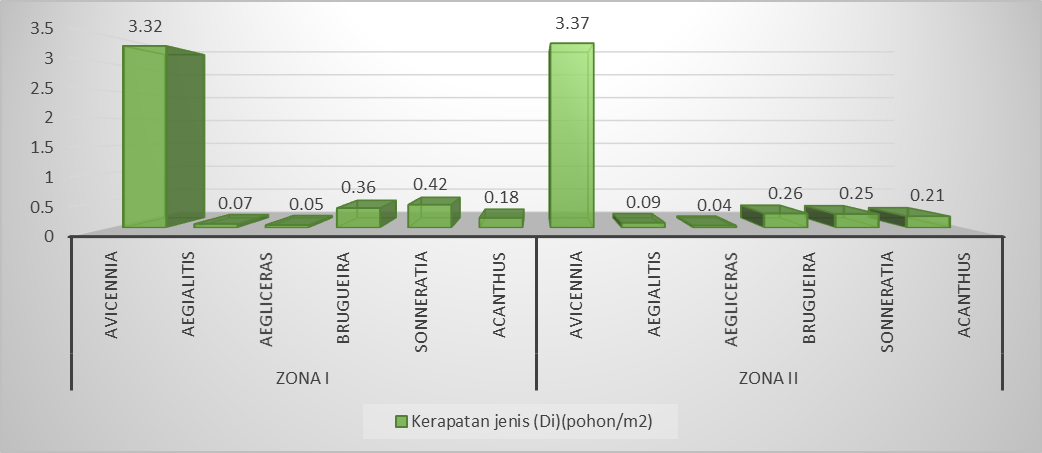 3.5
3
2.5
2
1.5
1
0.5
0
3.32
0.07
0.05
0.36
0.42
0.18
3.37
0.09
0.04
0.26
0.25
0.21
AVICENNIA
AEGIALITIS
AEGLICERAS
BRUGUEIRA
SONNERATIA
ACANTHUS
AVICENNIA
AEGIALITIS
AEGLICERAS
BRUGUEIRA
SONNERATIA
ACANTHUS
ZONA I
ZONA II
Kerapatan jenis (Di)(pohon/m2)